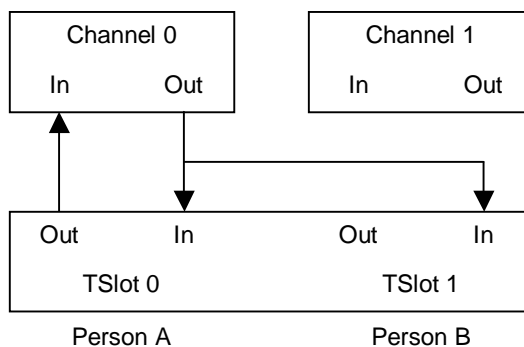 Channel 0 Channel 1
In Out In Out
Out In Out In
TSlot 0 TSlot 1
Person A Person B